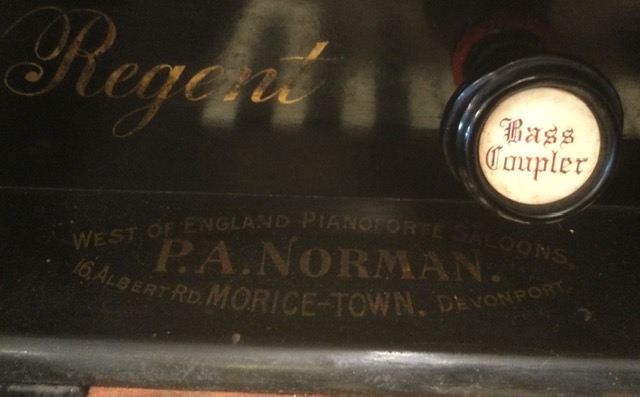 Regent
Bass
Coupler
WEST OF ENGLAND PIANOFORTE SALOONS,
P.A.NORMAN.
16, ALBERT RD. MORICE-TOWN. DEVONPORT.